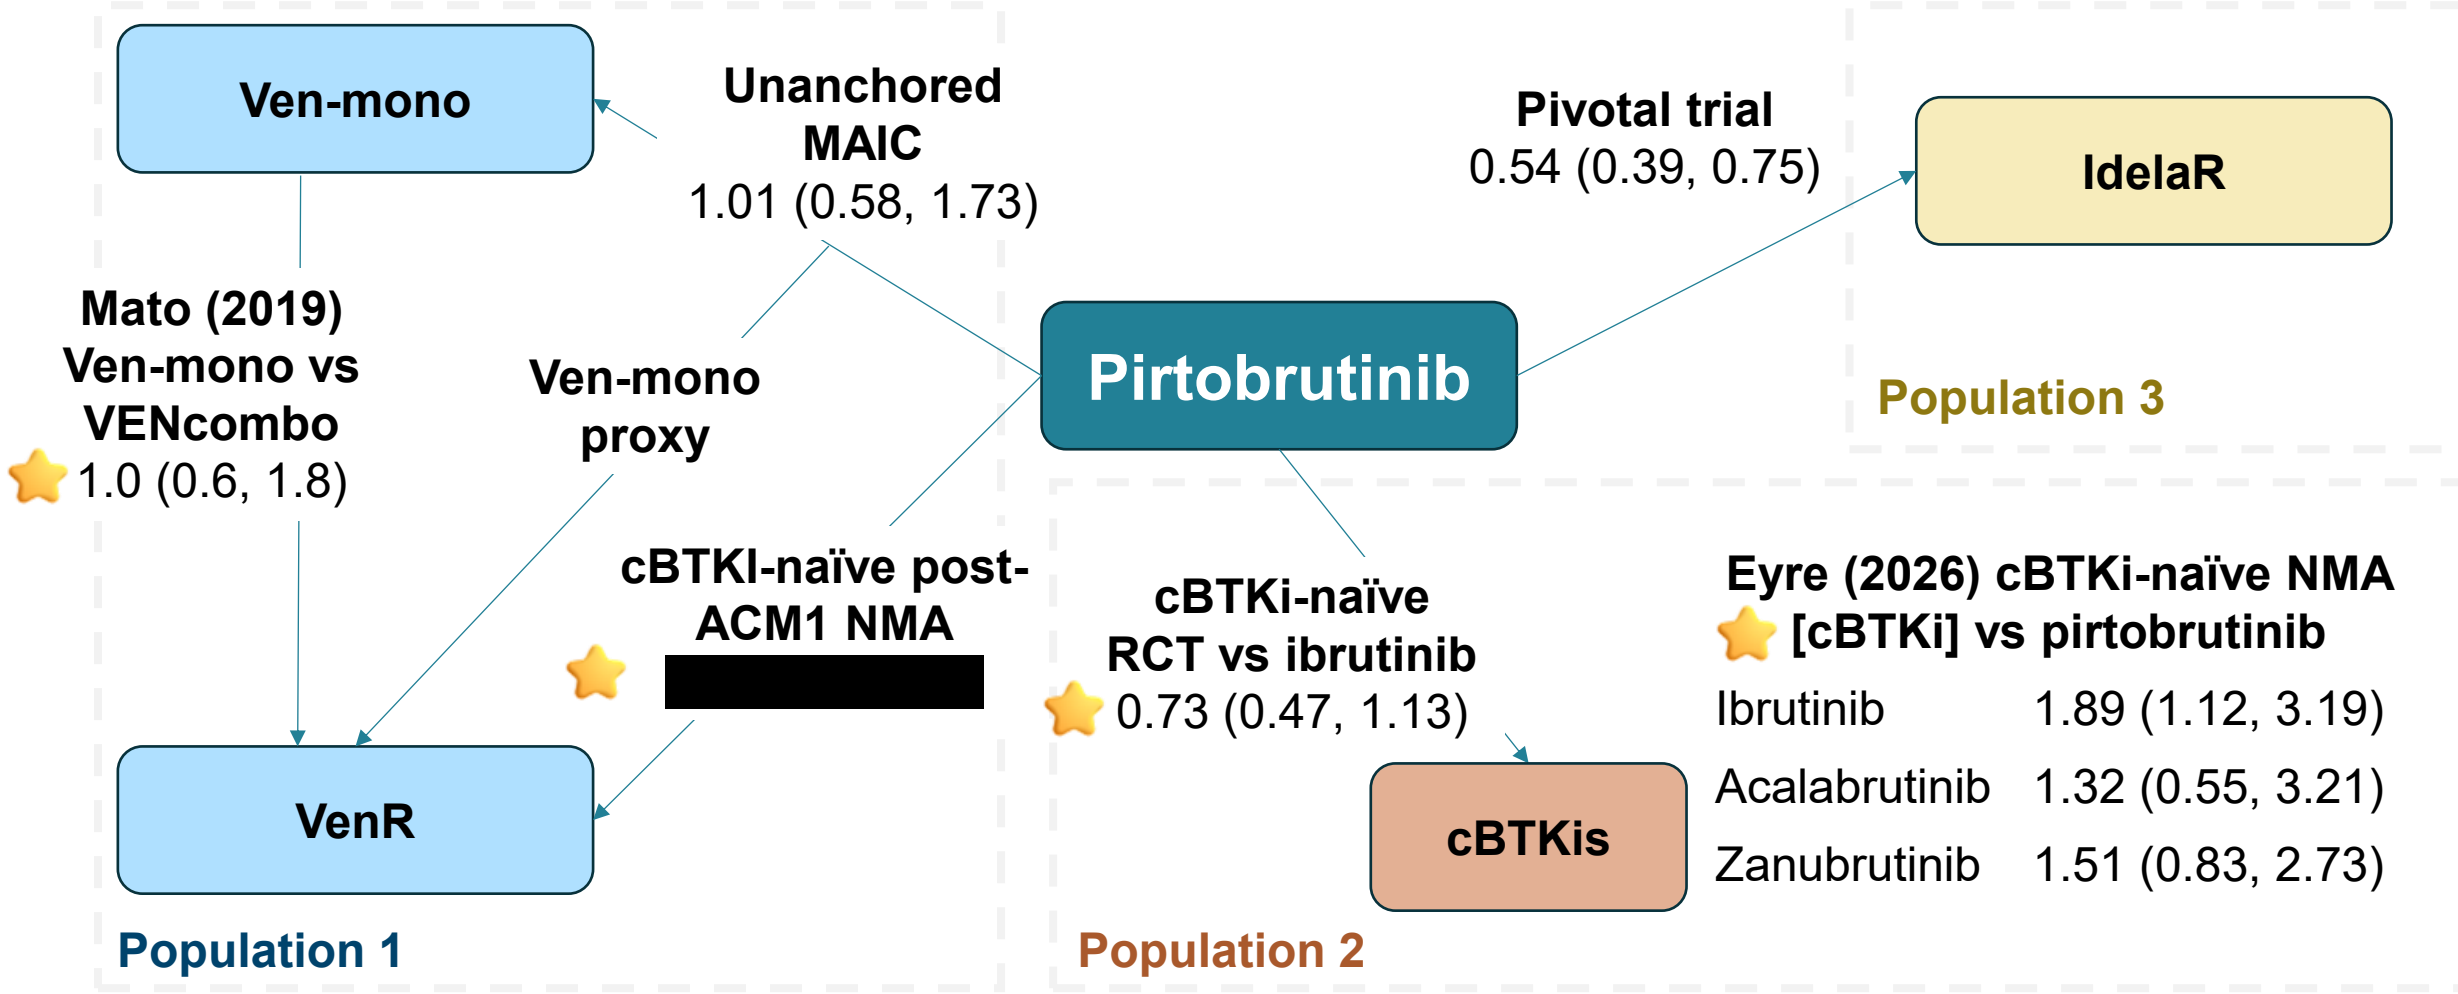 Ven-mono
Unanchored
MAIC
1.01 (0.58, 1.73)
Pivotal trial
0.54 (0.39, 0.75)
IdelaR
Mato (2019)
Ven-mono vs
VENcombo
1.0 (0.6, 1.8)
Ven-mono
proxy
Pirtobrutinib
Population 3
cBTKI-naïve post-
ACM1 NMA
cBTKi-naïve
RCT vs ibrutinib
0.73 (0.47, 1.13)
Eyre (2026) cBTKi-naïve NMA
[cBTKi] vs pirtobrutinib
Ibrutinib 1.89 (1.12, 3.19)
Acalabrutinib 1.32 (0.55, 3.21)
Zanubrutinib 1.51 (0.83, 2.73)
VenR
cBTKis
Population 1
Population 2